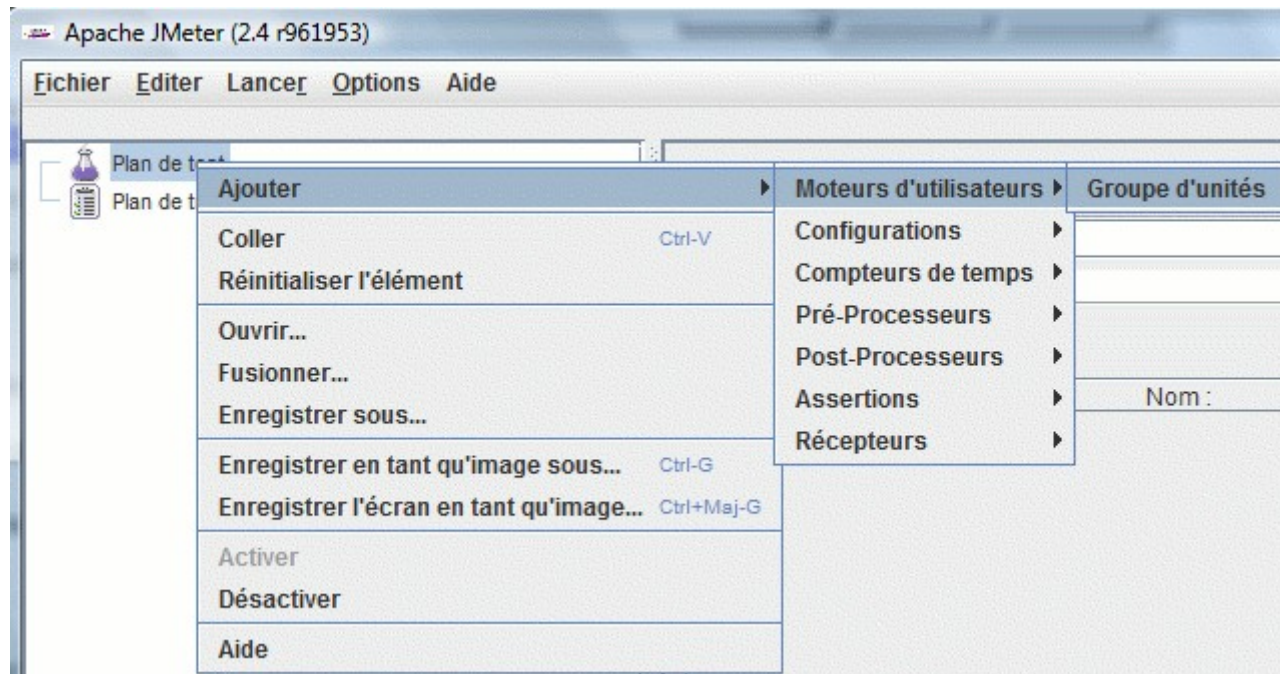 Apache JMeter (2.4 r961953)
Fichier Editer Lancer Options Aide
Plan de test
Plan de t
Ajouter
Coller Ctrl-V
Réinitialiser l'élément
Ouvrir...
Fusionner...
Enregistrer sous...
Enregistrer en tant qu'image sous... Ctrl-G
Enregistrer l'écran en tant qu'image... Ctrl+Maj-G
Activer
Désactiver
Aide
Moteurs d'utilisateurs
Configurations
Compteurs de temps
Pré-Processeurs
Post-Processeurs
Assertions
Récepteurs
Groupe d'unités
Nom :